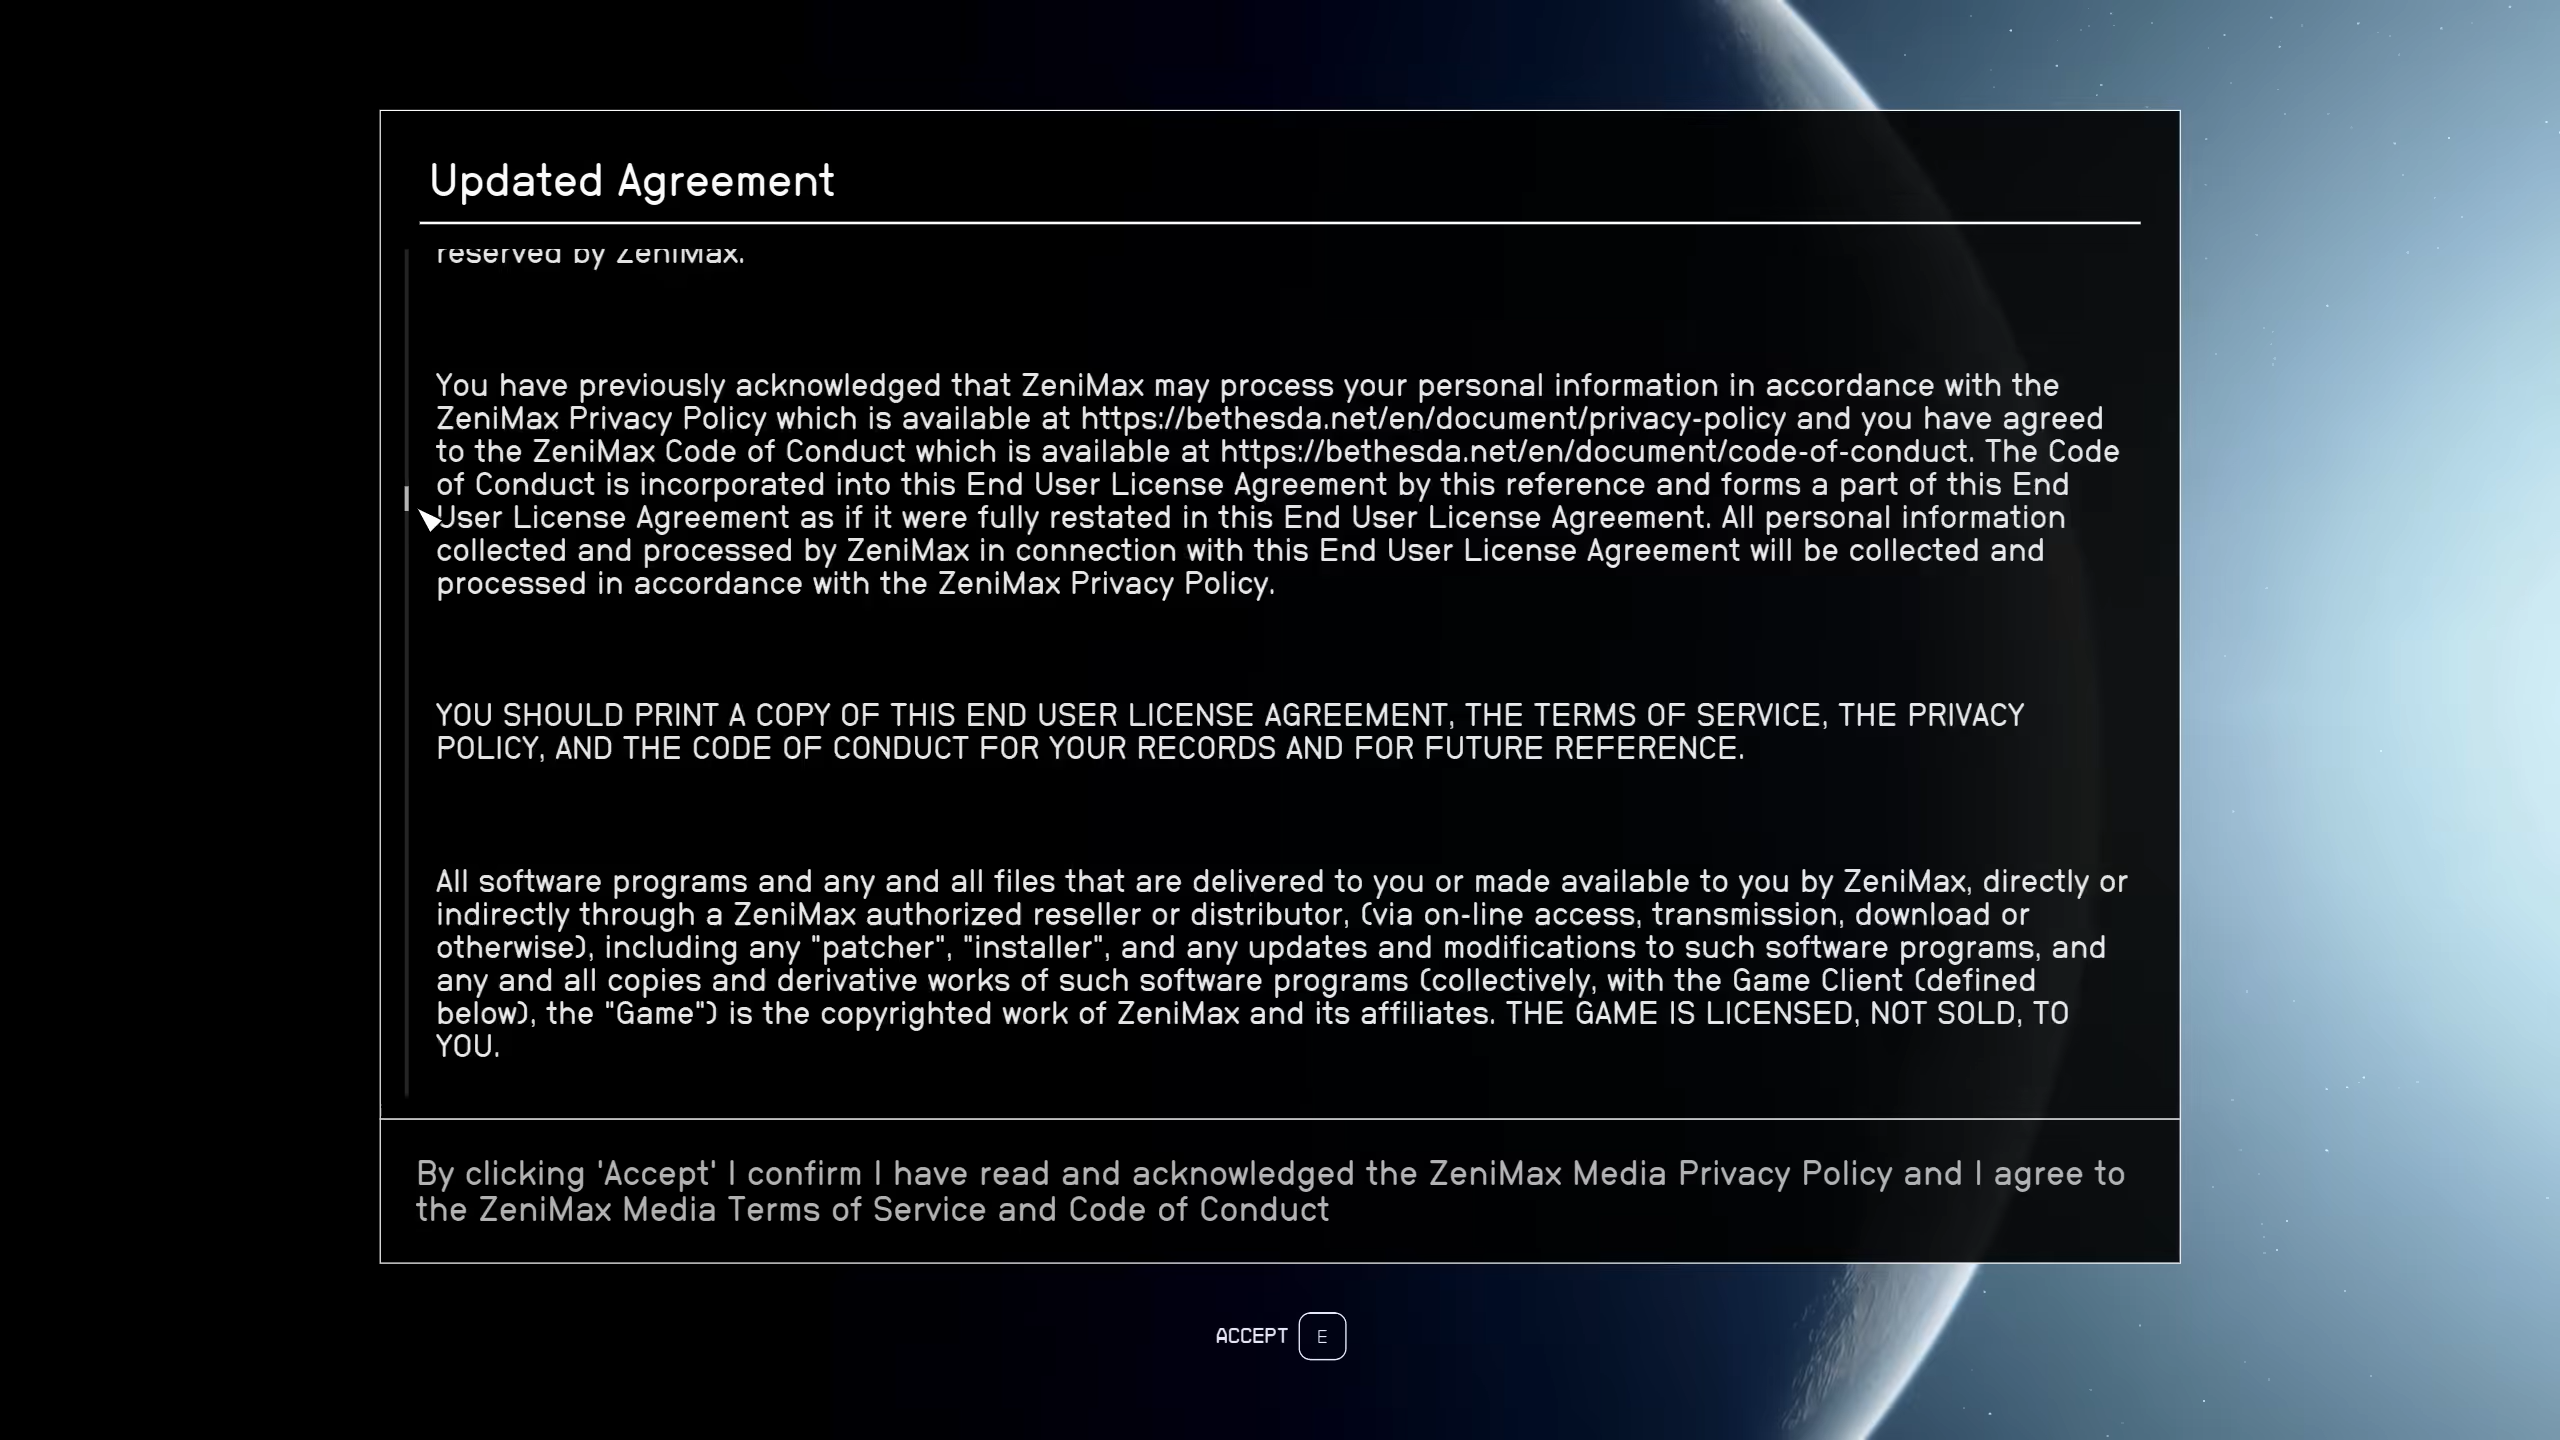 Updated Agreement
reserved by ZeniMax.
You have previously acknowledged that ZeniMax may process your personal information in accordance with the
ZeniMax Privacy Policy which is available at https://bethesda.net/en/document/privacy-policy and you have agreed
to the ZeniMax Code of Conduct which is available at https://bethesda.net/en/document/code-of-conduct. The Code
of Conduct is incorporated into this End User License Agreement by this reference and forms a part of this End
User License Agreement as if it were fully restated in this End User License Agreement. All personal information
collected and processed by ZeniMax in connection with this End User License Agreement will be collected and
processed in accordance with the ZeniMax Privacy Policy.
YOU SHOULD PRINT A COPY OF THIS END USER LICENSE AGREEMENT, THE TERMS OF SERVICE, THE PRIVACY
POLICY, AND THE CODE OF CONDUCT FOR YOUR RECORDS AND FOR FUTURE REFERENCE.
All software programs and any and all files that are delivered to you or made available to you by ZeniMax, directly or
indirectly through a ZeniMax authorized reseller or distributor, (via on-line access, transmission, download or
otherwise), including any "patcher", "installer", and any updates and modifications to such software programs, and
any and all copies and derivative works of such software programs (collectively, with the Game Client (defined
below), the "Game") is the copyrighted work of ZeniMax and its affiliates. THE GAME IS LICENSED, NOT SOLD, TO
YOU.
By clicking 'Accept' I confirm I have read and acknowledged the ZeniMax Media Privacy Policy and I agree to
the ZeniMax Media Terms of Service and Code of Conduct
ACCEPT E